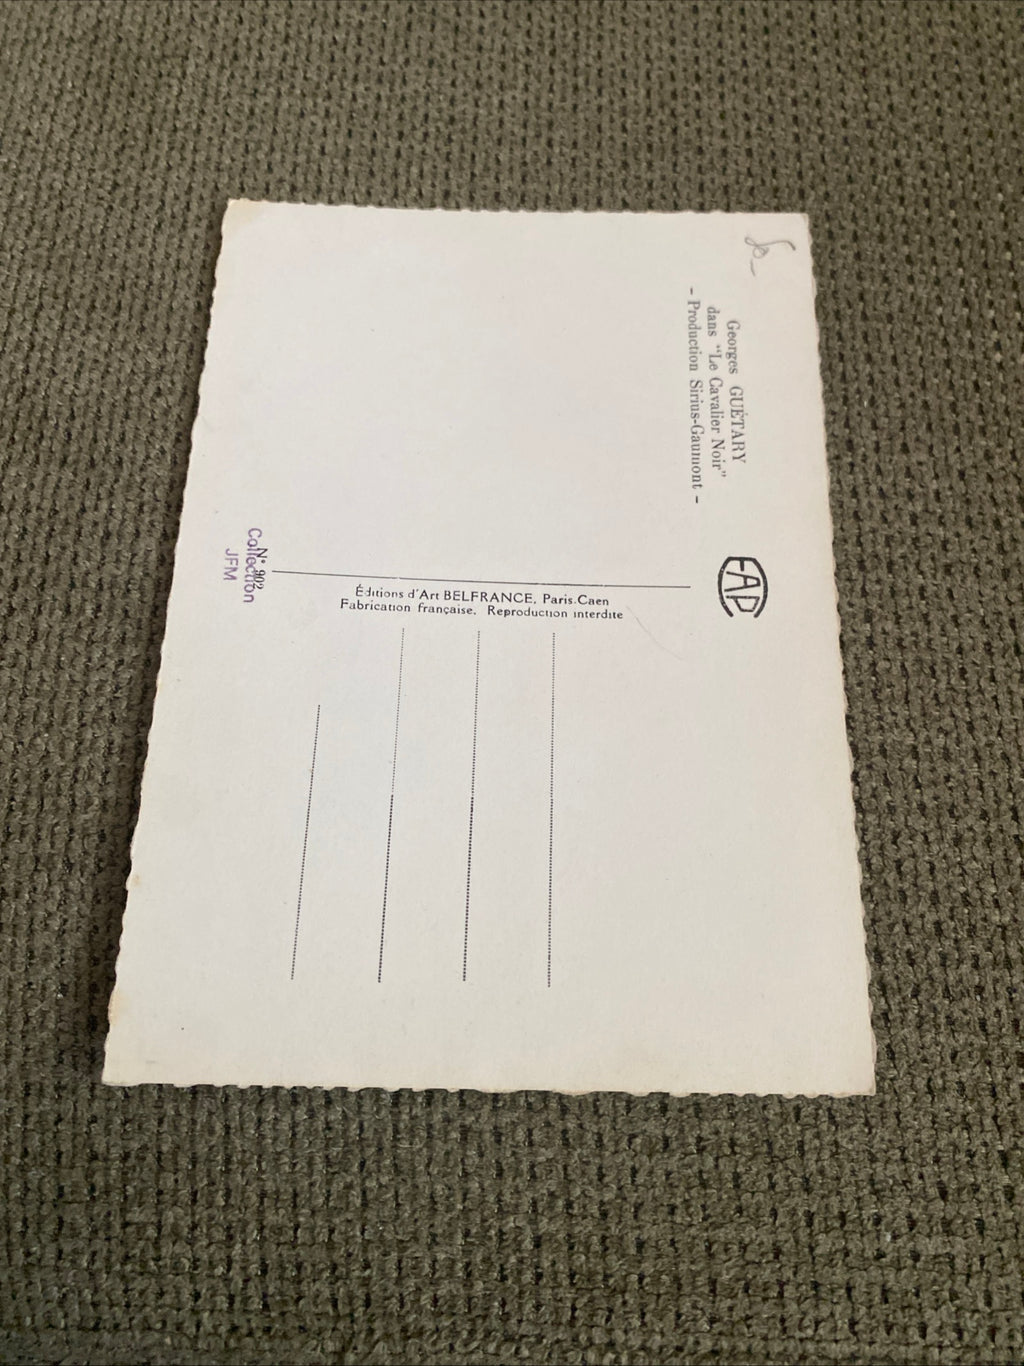 Georges GUÉTARY
dans "Le Cavalier Noir"
- Production Sirius-Gaumont -
EAP
Éditions d'Art BELFRANCE, Paris-Caen
Fabrication française. Reproduction interdite
N° 902
Collection
JFM